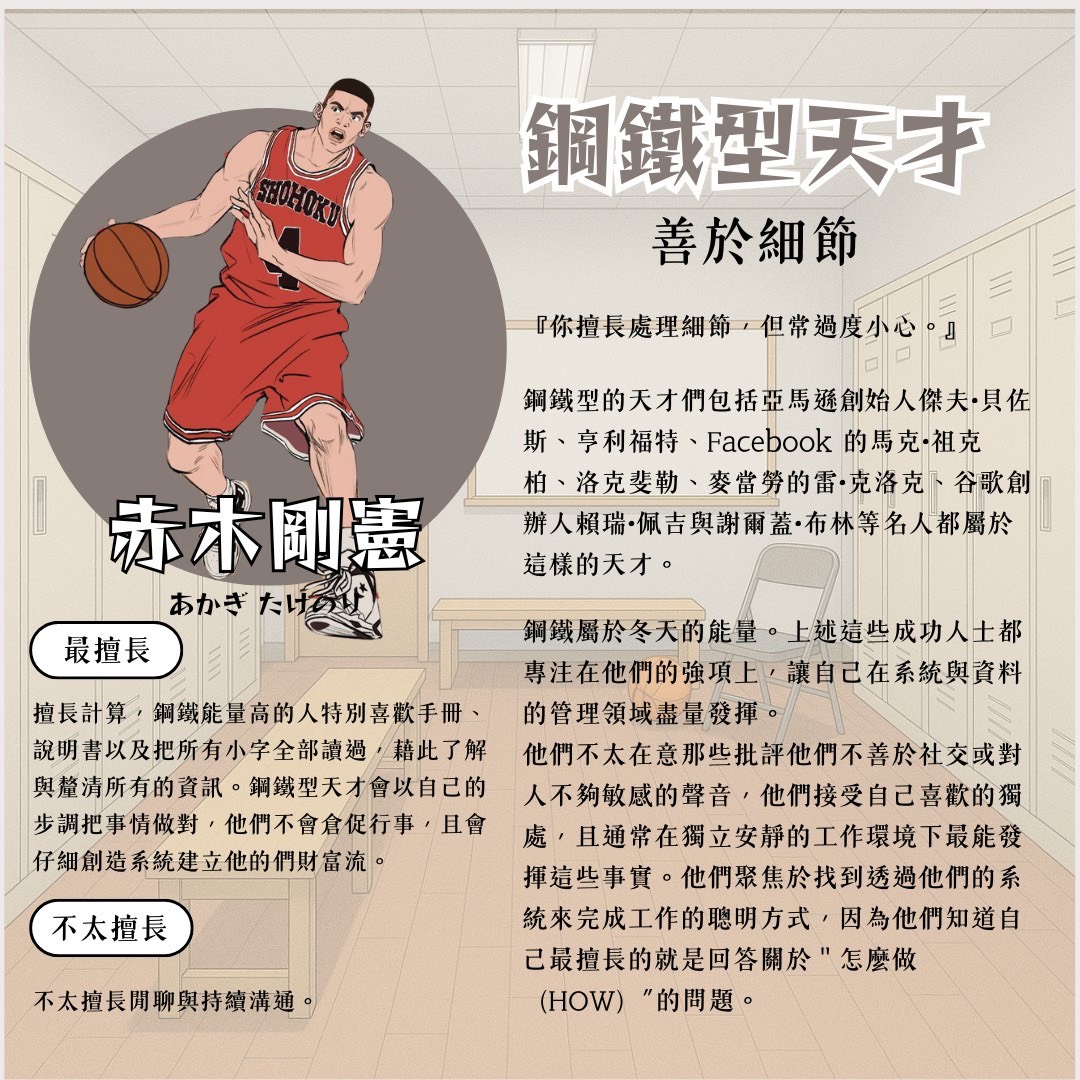 鋼鐵型天才
善於細節
SHOHOKU
4
赤木剛憲
あかぎ たけのり
最擅長
擅長計算，鋼鐵能量高的人特別喜歡手冊、
說明書以及把所有小字全部讀過，藉此了解
與釐清所有的資訊。鋼鐵型天才會以自己的
步調把事情做對，他們不會倉促行事，且會
仔細創造系統建立他的們財富流。
不太擅長
不太擅長閒聊與持續溝通。
『你擅長處理細節，但常過度小心。』
鋼鐵型的天才們包括亞馬遜創始人傑夫•貝佐
斯、亨利福特、Facebook 的馬克•祖克
柏、洛克斐勒、麥當勞的雷•克洛克、谷歌創
辦人賴瑞•佩吉與謝爾蓋•布林等名人都屬於
這樣的天才。
鋼鐵屬於冬天的能量。上述這些成功人士都
專注在他們的強項上，讓自己在系統與資料
的管理領域盡量發揮。
他們不太在意那些批評他們不善於社交或對
人不夠敏感的聲音，他們接受自己喜歡的獨
處，且通常在獨立安靜的工作環境下最能發
揮這些事實。他們聚焦於找到透過他們的系
統來完成工作的聰明方式，因為他們知道自
己最擅長的就是回答關於＂怎麼做
（HOW）〞的問題。